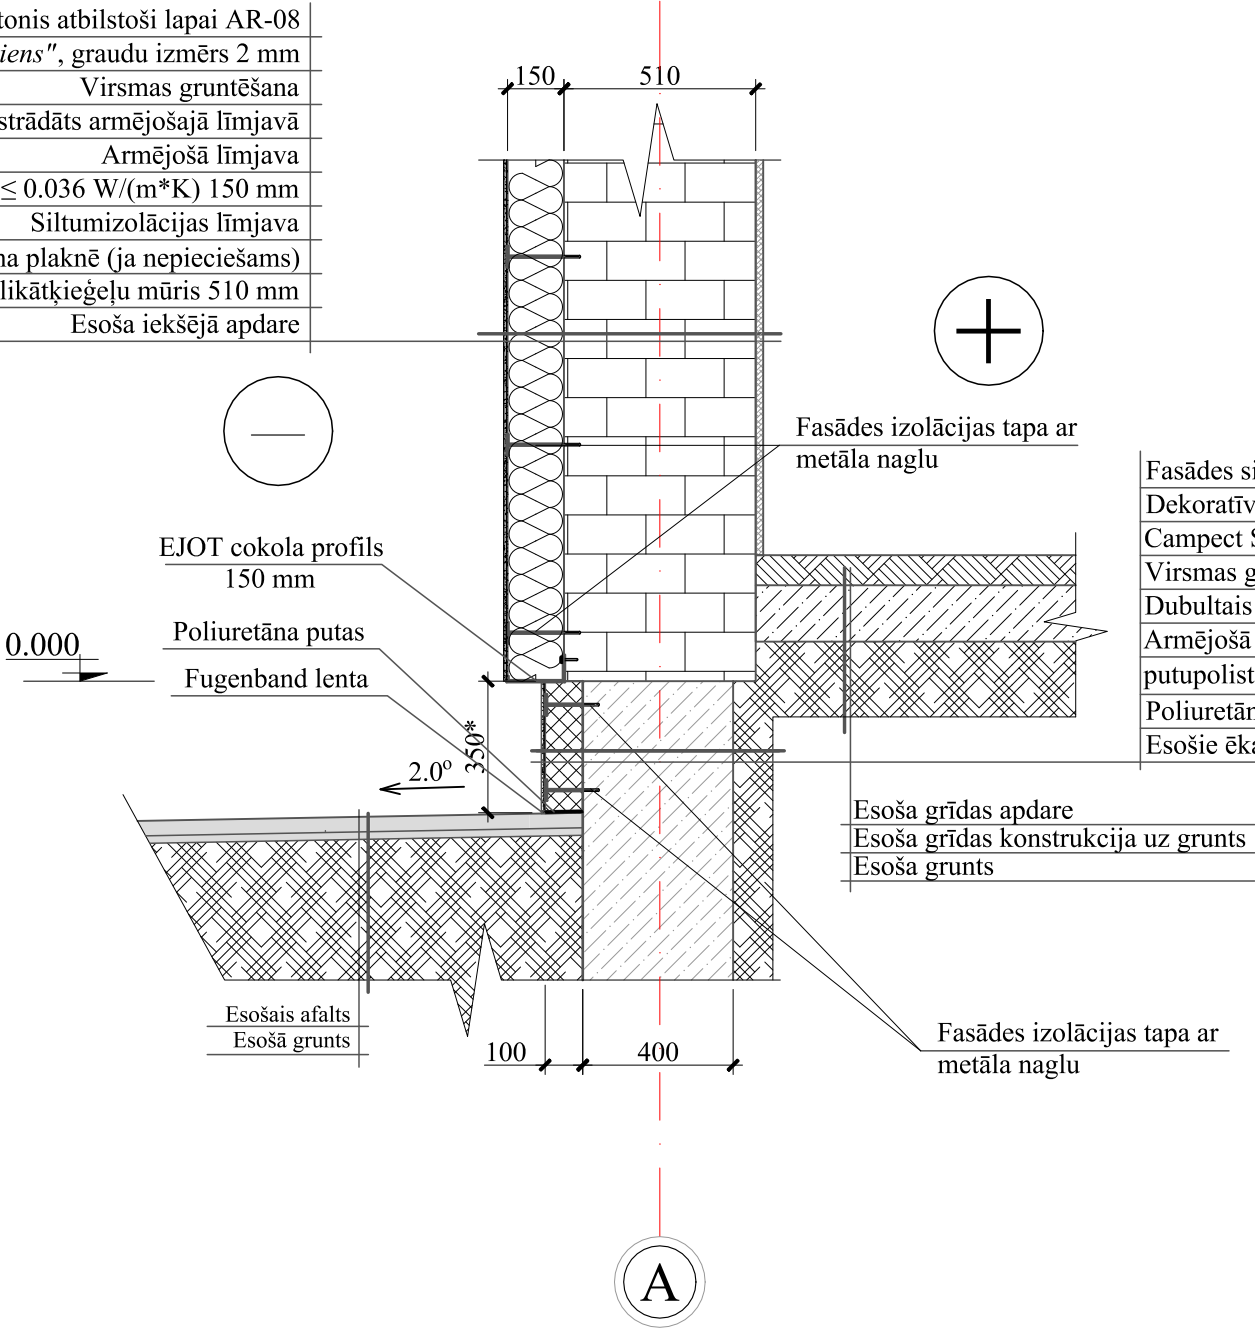 tonis atbilstoši lapai AR-08
iens", graudu izmērs 2 mm
Virsmas gruntēšana
strādāts armējošajā līmjavā
Armējošā līmjava
≤ 0.036 W/(m*K) 150 mm
Siltumizolācijas līmjava
na plaknē (ja nepieciešams)
likātķieģeļu mūris 510 mm
Esoša iekšējā apdare
150
510
Fasādes izolācijas tapa ar
metāla naglu
EJOT cokola profils
150 mm
Poliuretāna putas
Fugenband lenta
0.000
350*
2.0°
Fasādes si
Dekoratīv
Campect S
Virsmas g
Dubultais
Armējošā
putupolist
Poliuretān
Esošie ēka
Esoša grīdas apdare
Esoša grīdas konstrukcija uz grunts
Esoša grunts
Esošais afalts
Esošā grunts
100
400
Fasādes izolācijas tapa ar
metāla naglu
A